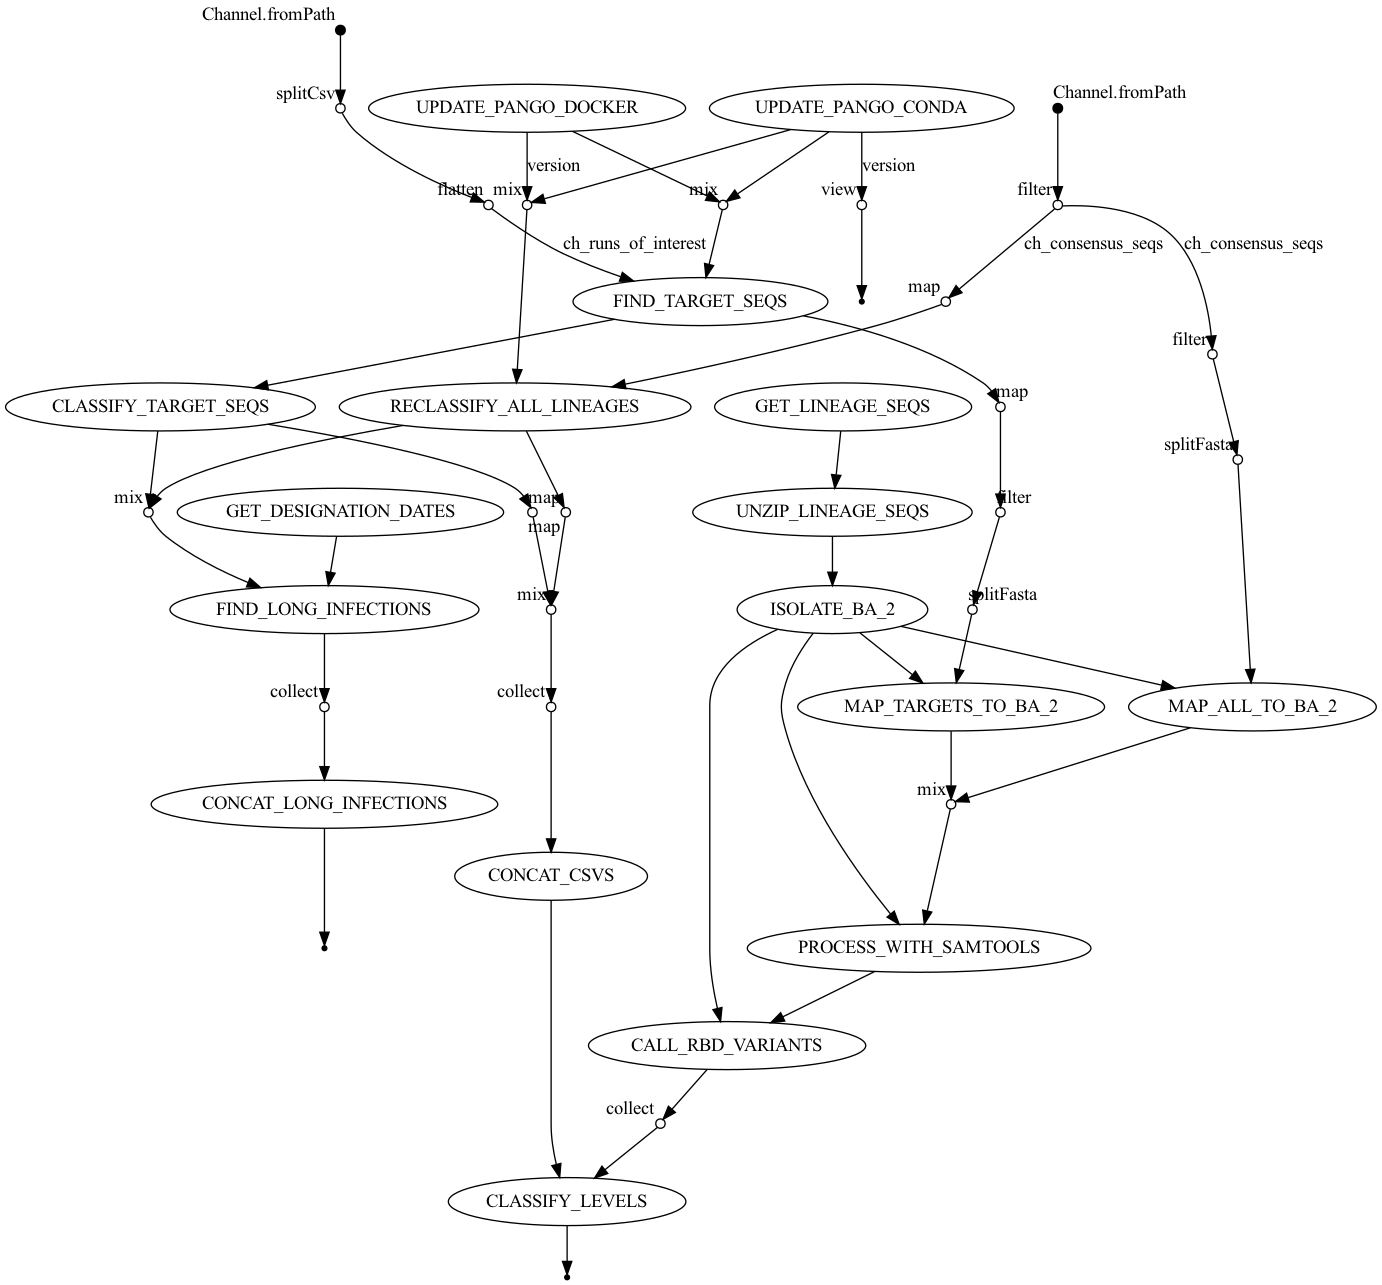 Channel.fromPath
splitCsv
UPDATE_PANGO_DOCKER
UPDATE_PANGO_CONDA
Channel.fromPath
version
version
flatten
mix
mix
view
filter
ch_runs_of_interest
ch_consensus_seqs
ch_consensus_seqs
map
FIND_TARGET_SEQS
filter
map
CLASSIFY_TARGET_SEQS
RECLASSIFY_ALL_LINEAGES
GET_LINEAGE_SEQS
splitFasta
mix
map
filter
GET_DESIGNATION_DATES
UNZIP_LINEAGE_SEQS
map
mix
splitFasta
FIND_LONG_INFECTIONS
ISOLATE_BA_2
collect
collect
MAP_TARGETS_TO_BA_2
MAP_ALL_TO_BA_2
mix
CONCAT_LONG_INFECTIONS
CONCAT_CSVS
PROCESS_WITH_SAMTOOLS
CALL_RBD_VARIANTS
collect
CLASSIFY_LEVELS